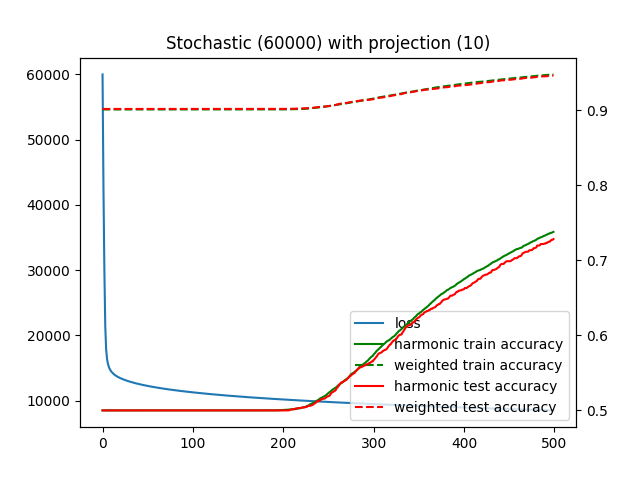 Stochastic (60000) with projection (10)
60000
50000
40000
30000
20000
10000
0.9
0.8
0.7
0.6
0.5
loss
harmonic train accuracy
weighted train accuracy
harmonic test accuracy
weighted test accuracy
0 100 200 300 400 500